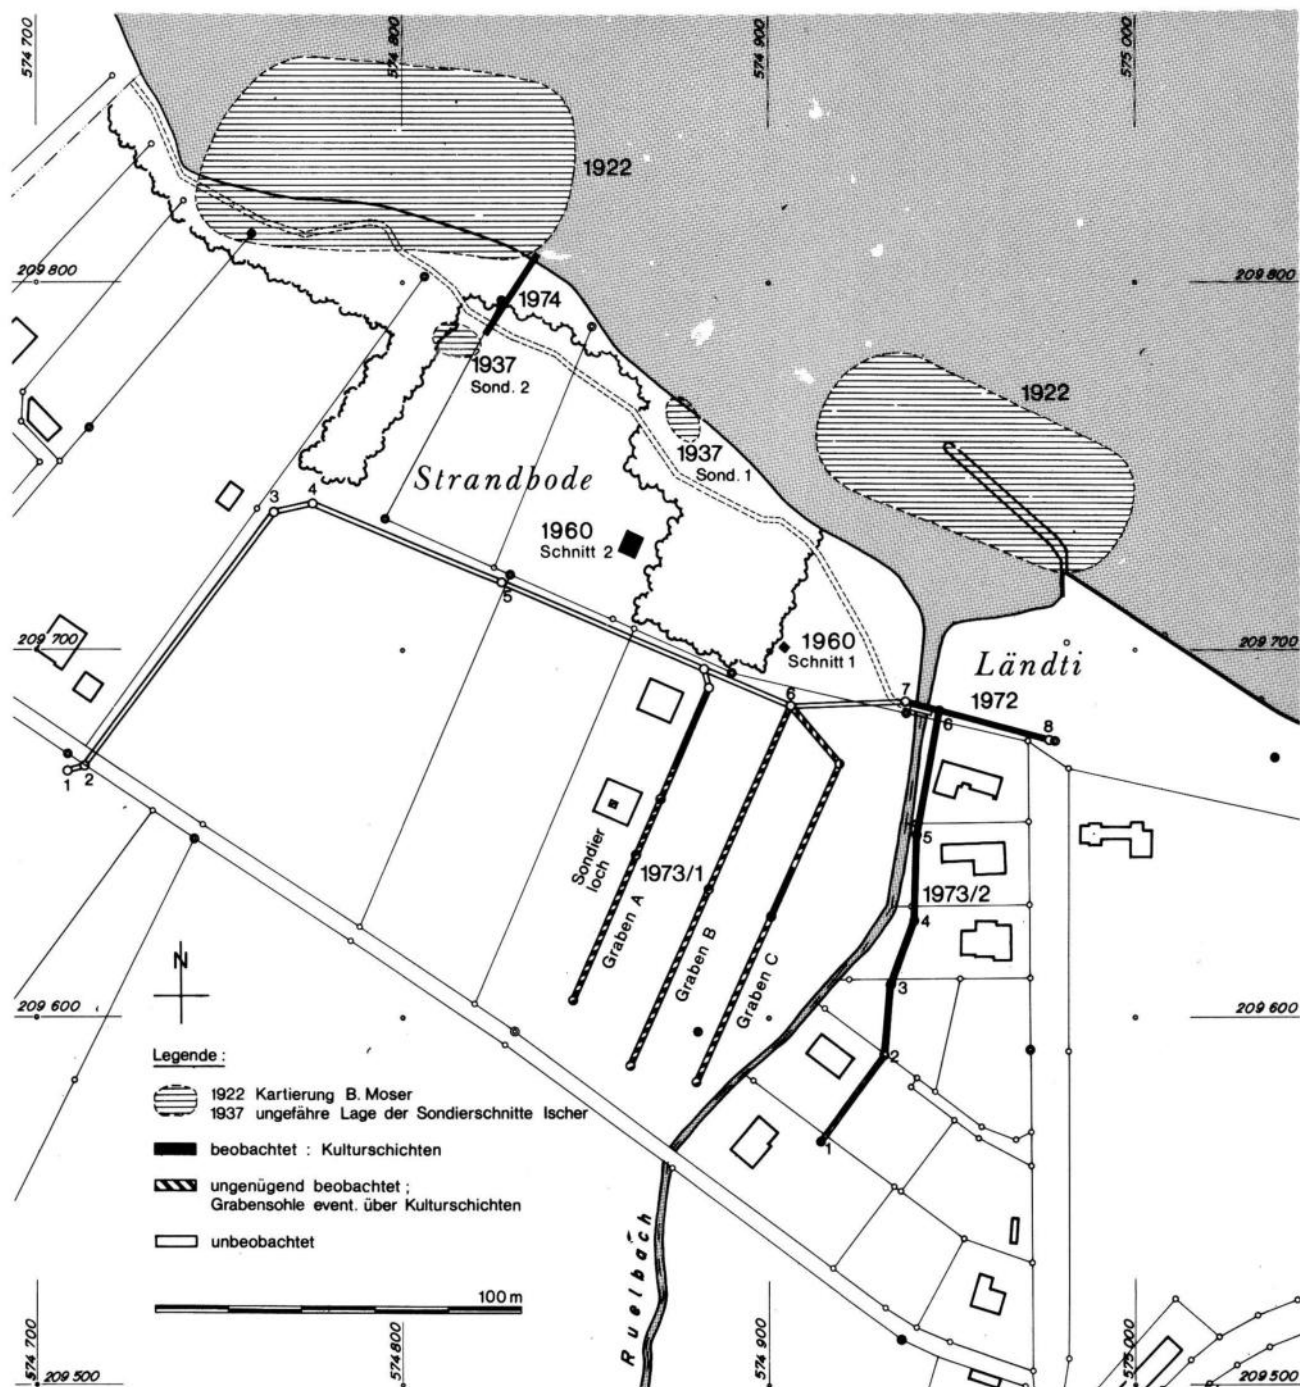 574 700
574 800
574 900
575 000
1922
209 800
209 800
1974
1937
Sond. 2
1922
1937
Sond. 1
Strandbode
3
4
1960
Schnitt 2
5
209 700
209 700
1960
Schnitt 1
Ländti
6
7
1972
6
8
1
2
5
Sondier
loch
1973/1
1973/2
4
Graben A
Graben B
Graben C
3
N
209 600
209 600
2
Legende :
1922 Kartierung B. Moser
1937 ungefähre Lage der Sondierschnitte Ischer
beobachtet : Kulturschichten
1
ungenügend beobachtet ;
Grabensohle event. über Kulturschichten
unbeobachtet
Ruelbach
100 m
574 700
574 800
574 900
575 000
209 500
209 500